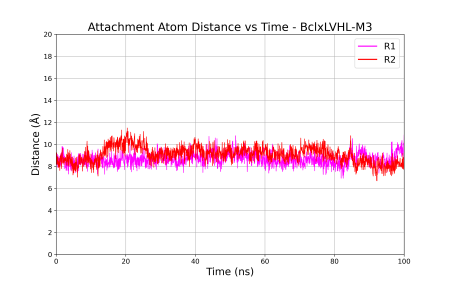 Attachment Atom Distance vs Time - BclxLVHL-M3
R1
R2
Distance (Å)
20
18
16
14
12
10
8
6
4
2
0
0 20 40 60 80 100
Time (ns)